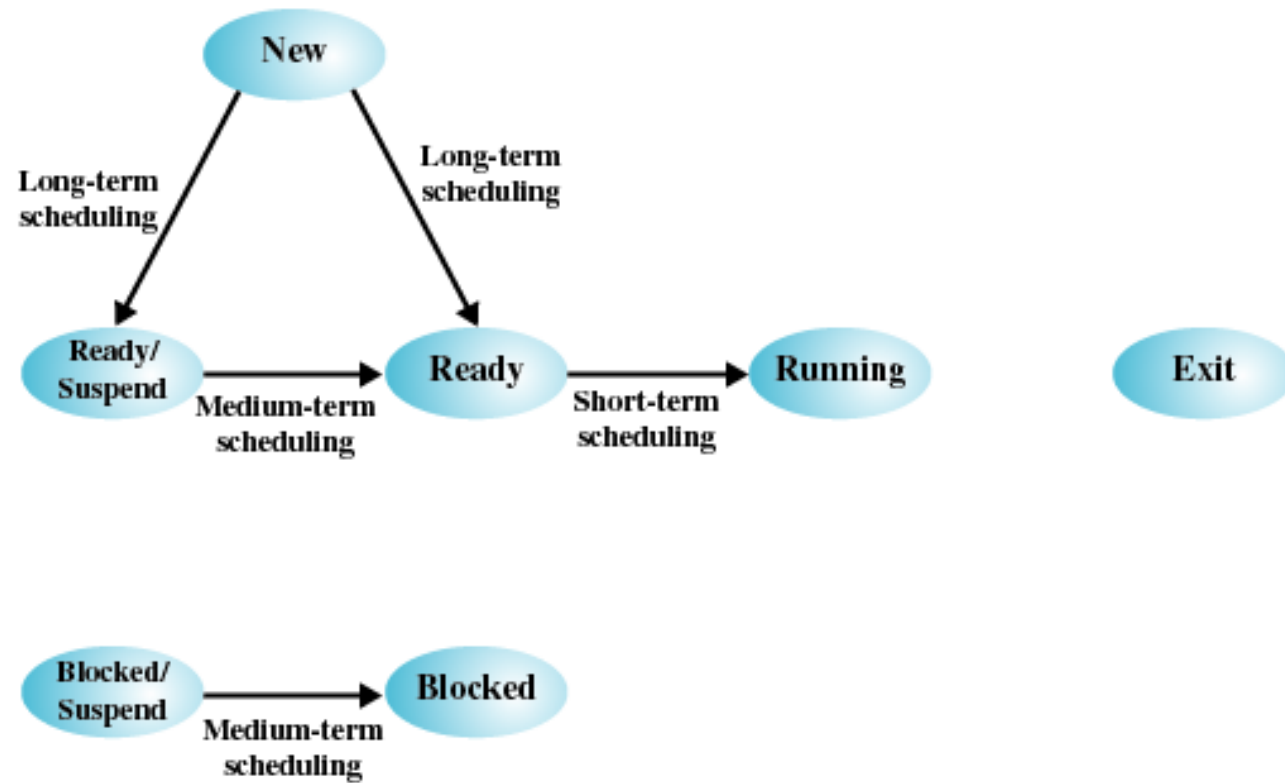 New
Long-term
scheduling
Long-term
scheduling
Ready/
Suspend
Medium-term
scheduling
Ready
Short-term
scheduling
Running
Exit
Blocked/
Suspend
Medium-term
scheduling
Blocked